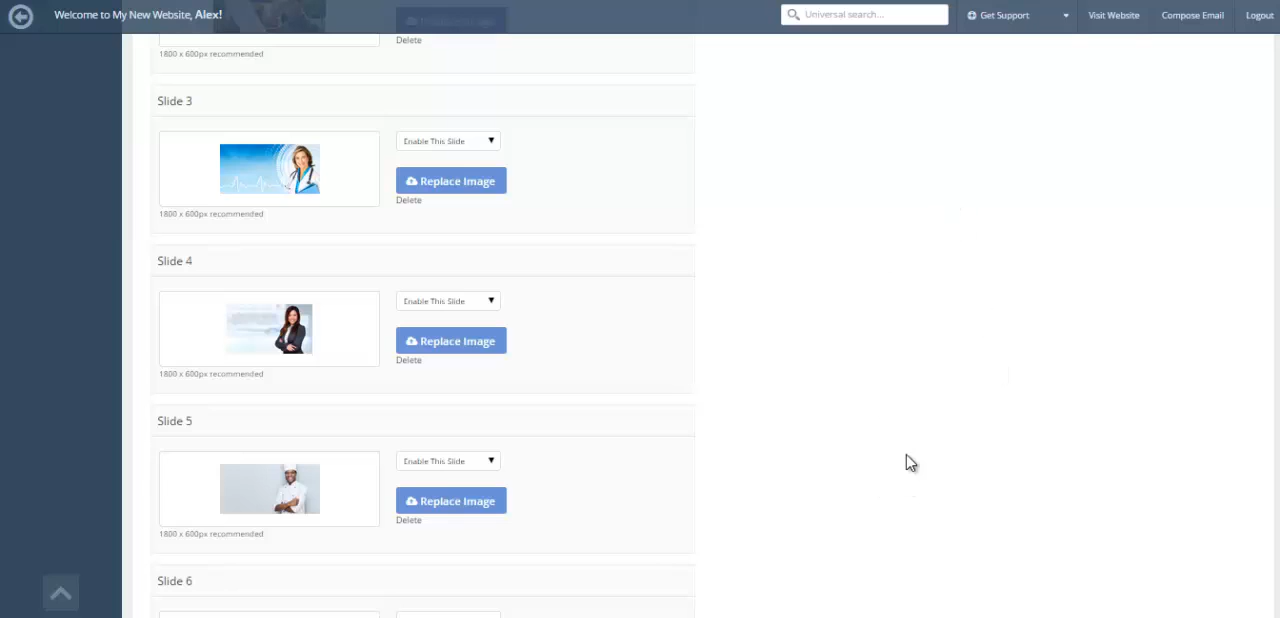 Welcome to My New Website, Alex!
Universal search...
Get Support
Visit Website
Compose Email
Logout
Delete
1800 x 600px recommended
Slide 3
Enable This Slide
Replace Image
Delete
1800 x 600px recommended
Slide 4
Enable This Slide
Replace Image
Delete
1800 x 600px recommended
Slide 5
Enable This Slide
Replace Image
Delete
1800 x 600px recommended
Slide 6